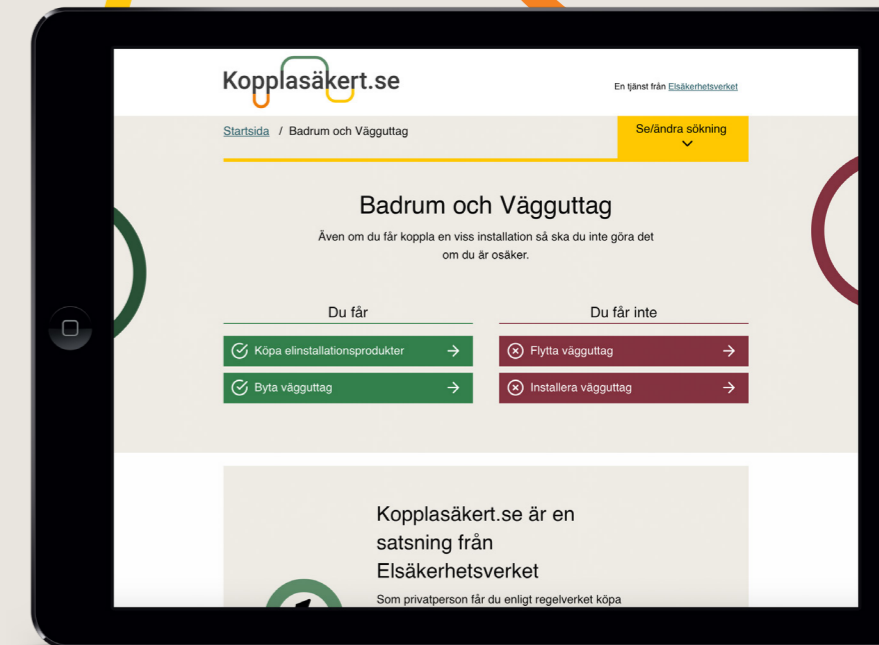 Kopplasäkert.se
En tjänst från Elsäkerhetsverket
Startsida / Badrum och Vägguttag
Se/ändra sökning
Badrum och Vägguttag
Även om du får koppla en viss installation så ska du inte göra det
om du är osäker.
Du får
Köpa elinstallationsprodukter
Byta vägguttag
Du får inte
Flytta vägguttag
Installera vägguttag
Kopplasäkert.se är en
satsning från
Elsäkerhetsverket
Som privatperson får du enligt regelverket köpa